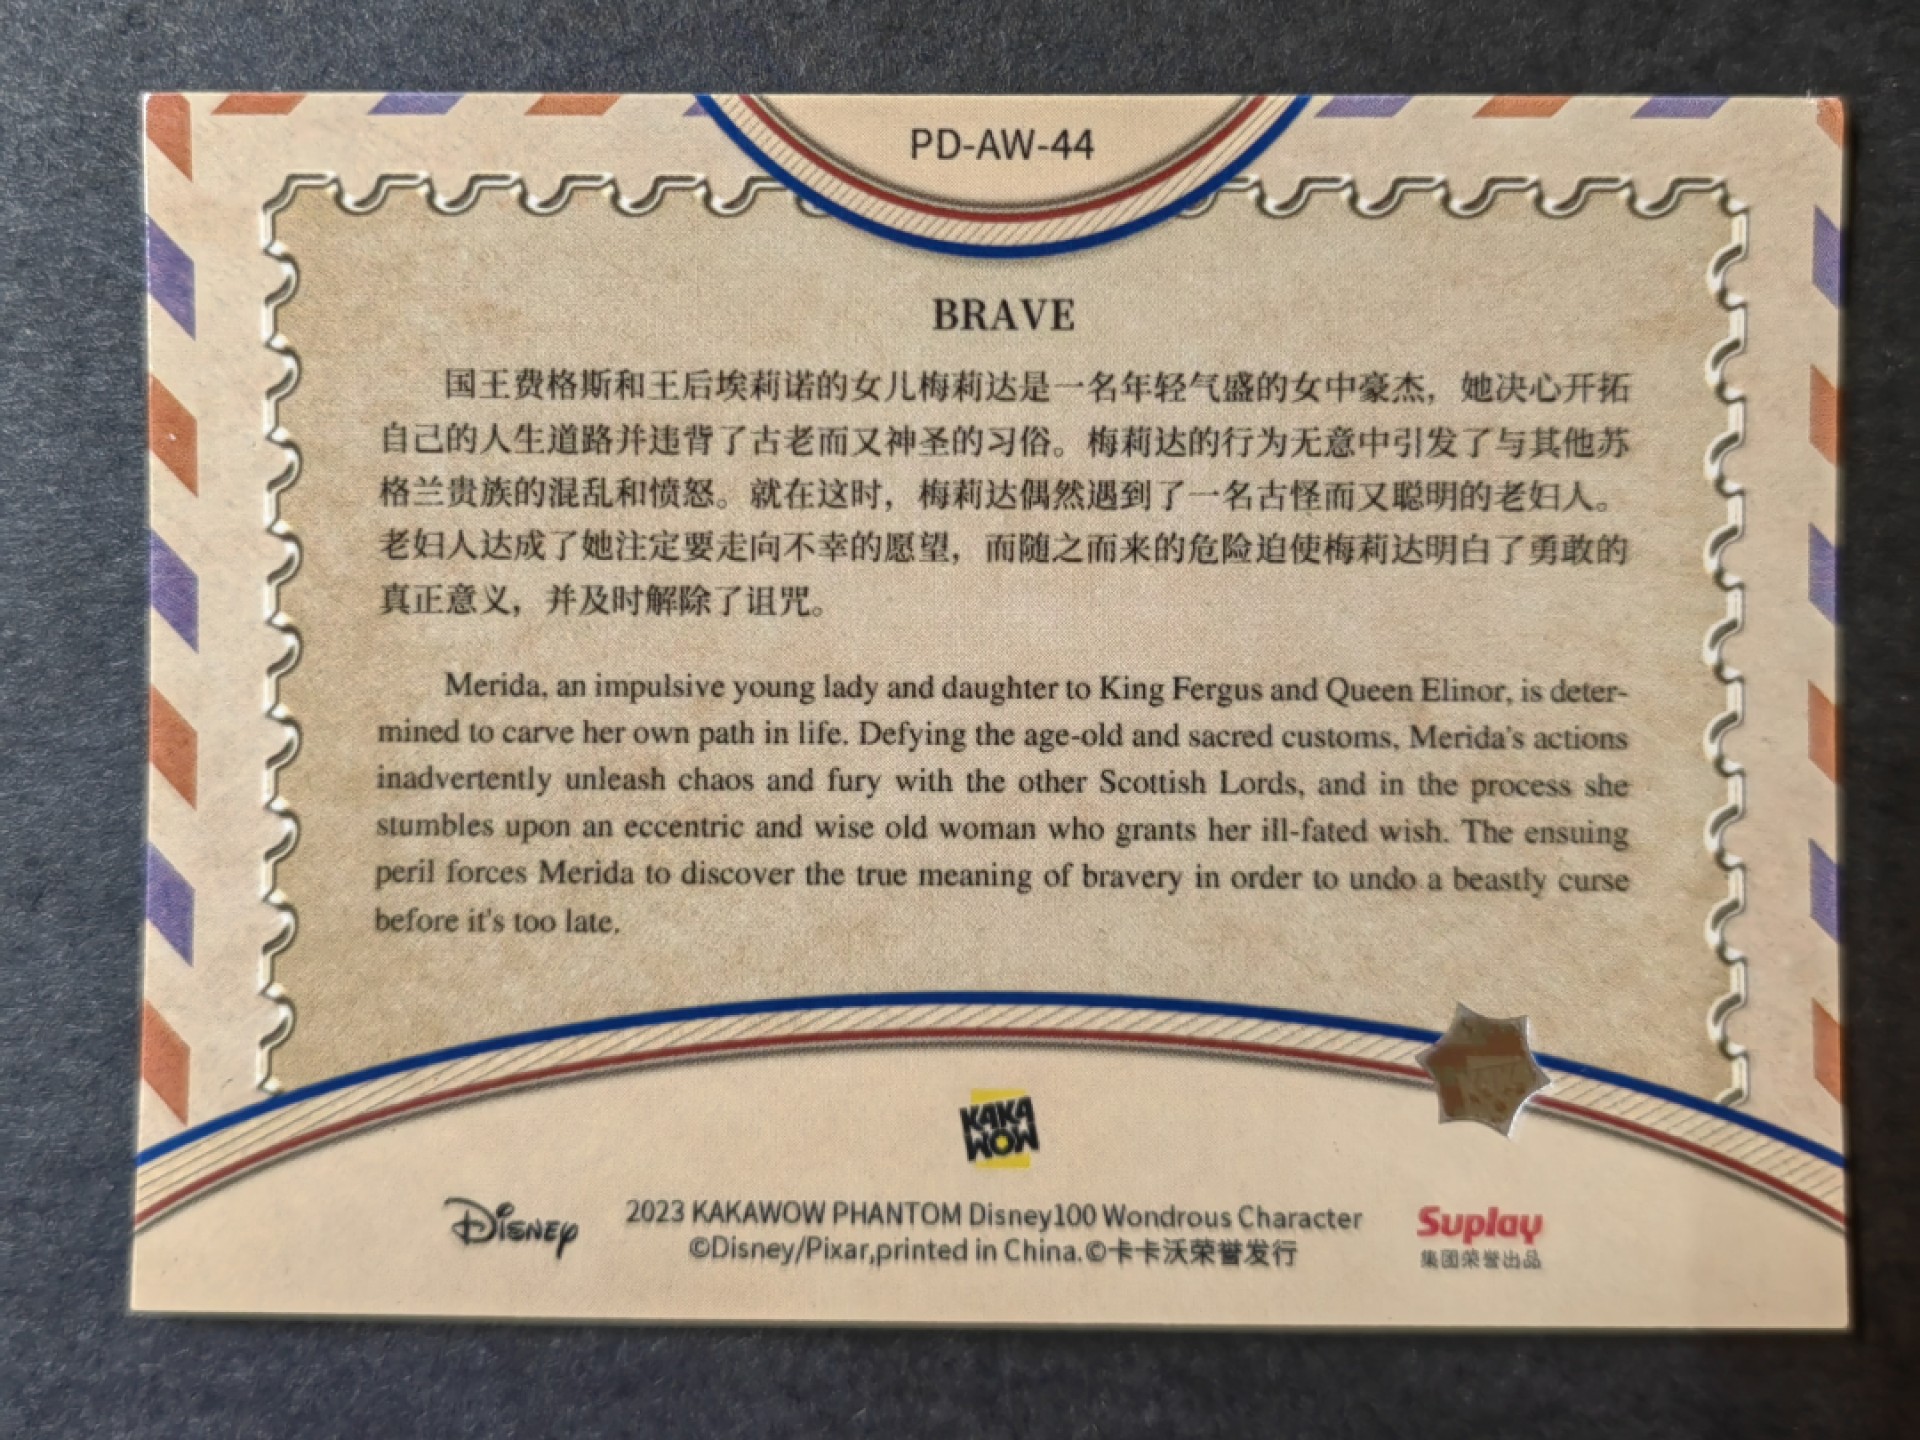 PD-AW-44
BRAVE
国王费格斯和王后埃莉诺的女儿梅莉达是一名年轻气盛的女中豪杰，她决心开拓
自己的人生道路并违背了古老而又神圣的习俗。梅莉达的行为无意中引发了与其他苏
格兰贵族的混乱和愤怒。就在这时，梅莉达偶然遇到了一名古怪而又聪明的老妇人。
老妇人达成了她注定要走向不幸的愿望，而随之而来的危险迫使梅莉达明白了勇敢的
真正意义，并及时解除了诅咒。
Merida, an impulsive young lady and daughter to King Fergus and Queen Elinor, is deter-
mined to carve her own path in life. Defying the age-old and sacred customs, Merida's actions
inadvertently unleash chaos and fury with the other Scottish Lords, and in the process she
stumbles upon an eccentric and wise old woman who grants her ill-fated wish. The ensuing
peril forces Merida to discover the true meaning of bravery in order to undo a beastly curse
before it's too late.
KAKA
WOW
Disney
2023 KAKAWOW PHANTOM Disney100 Wondrous Character
©Disney/Pixar,printed in China.©卡卡沃荣誉发行
Suplay
集团荣誉出品